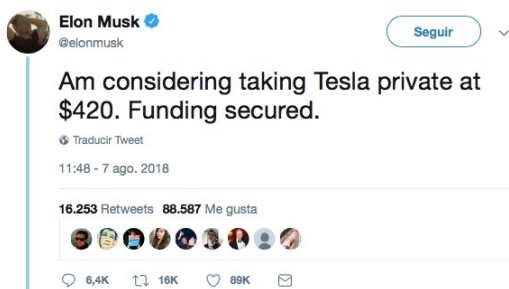 Elon Musk
@elonmusk
Seguir
Am considering taking Tesla private at
$420. Funding secured.
Traducir Tweet
11:48 - 7 ago. 2018
16.253 Retweets 88.587 Me gusta
6,4K 16K 89K